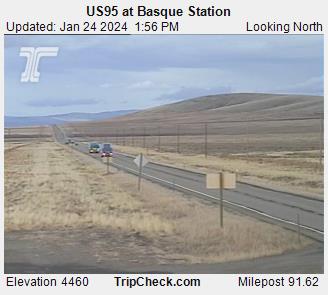 US95 at Basque Station
Updated: Jan 24 2024 1:56 PM Looking North
Elevation 4460 TripCheck.com Milepost 91.62